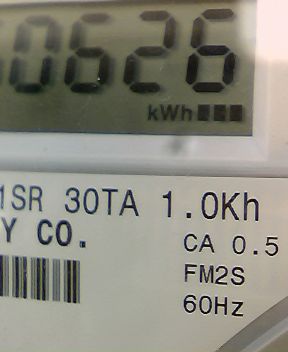 0626
kWh
1SR 30TA 1.0Kh
Y CO.
CA 0.5
FM2S
60Hz